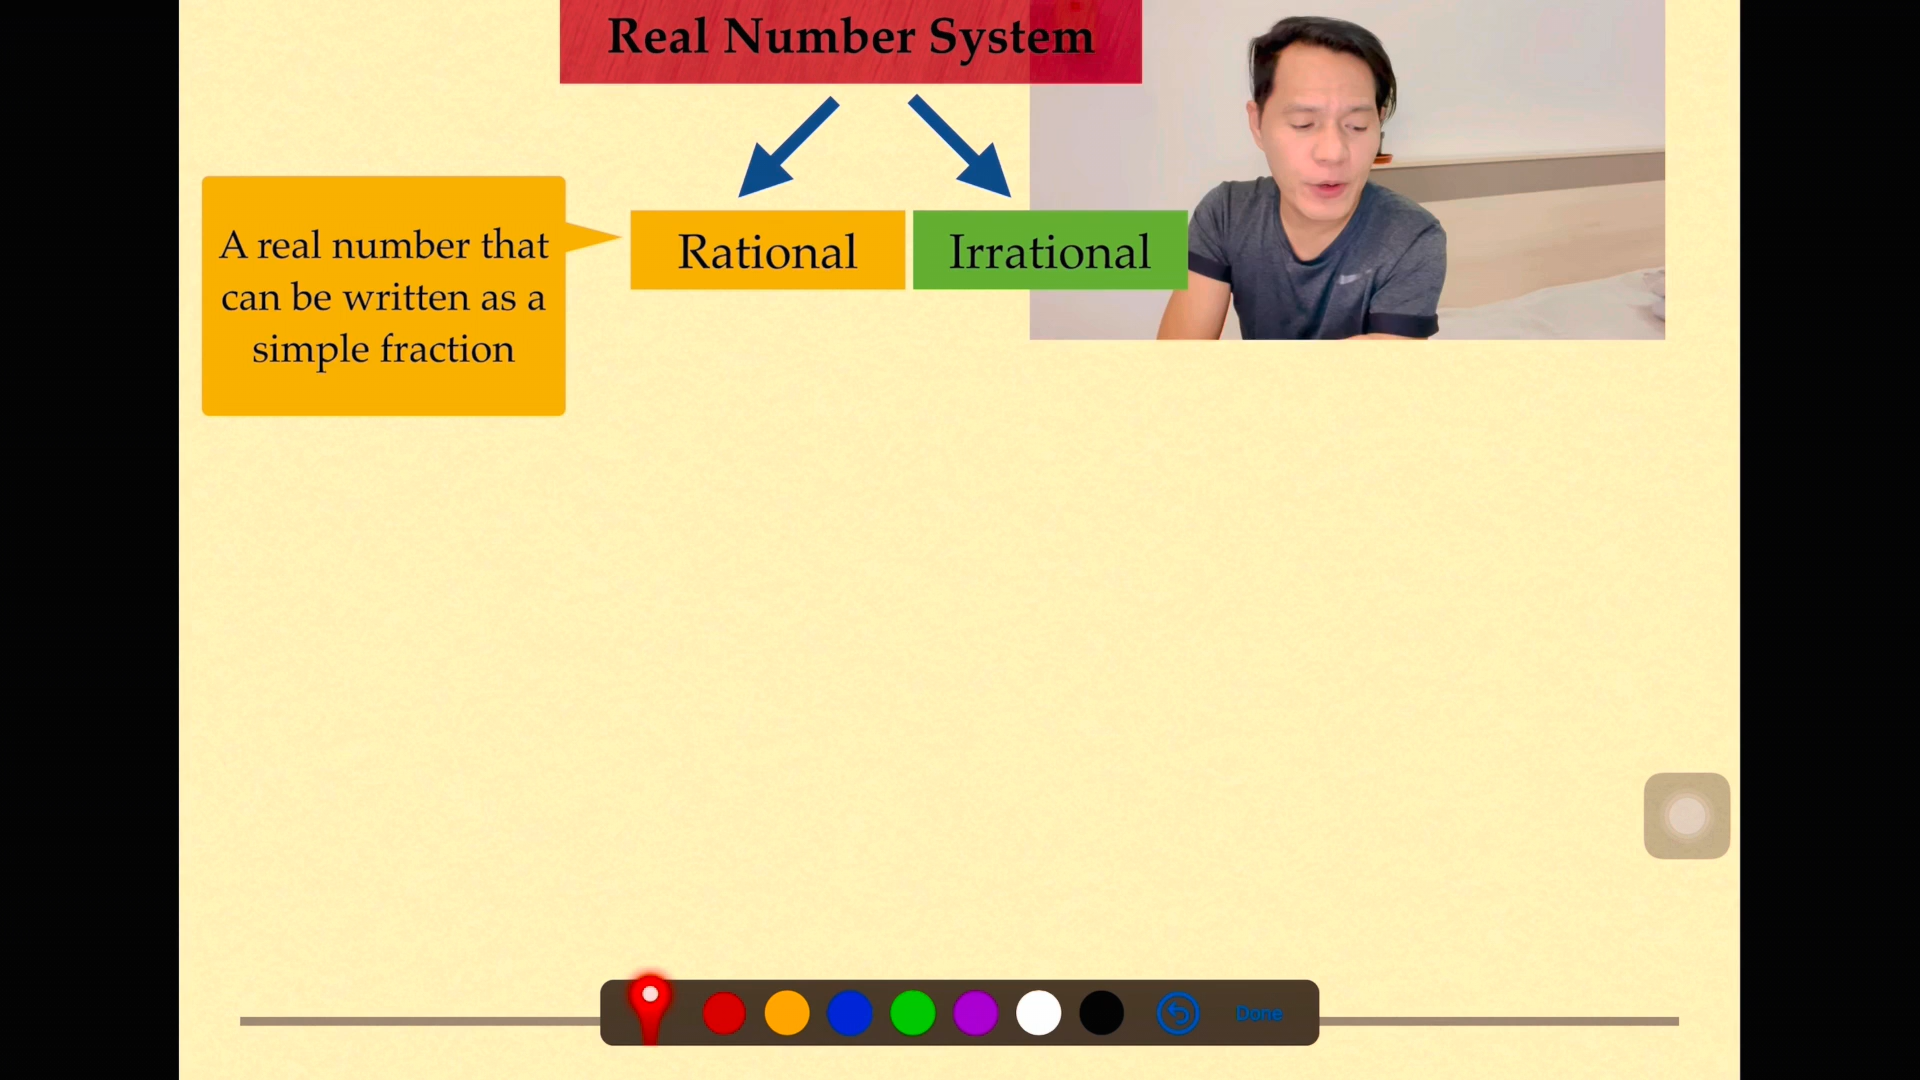 Real Number System
Rational
Irrational
A real number that
can be written as a
simple fraction
Done